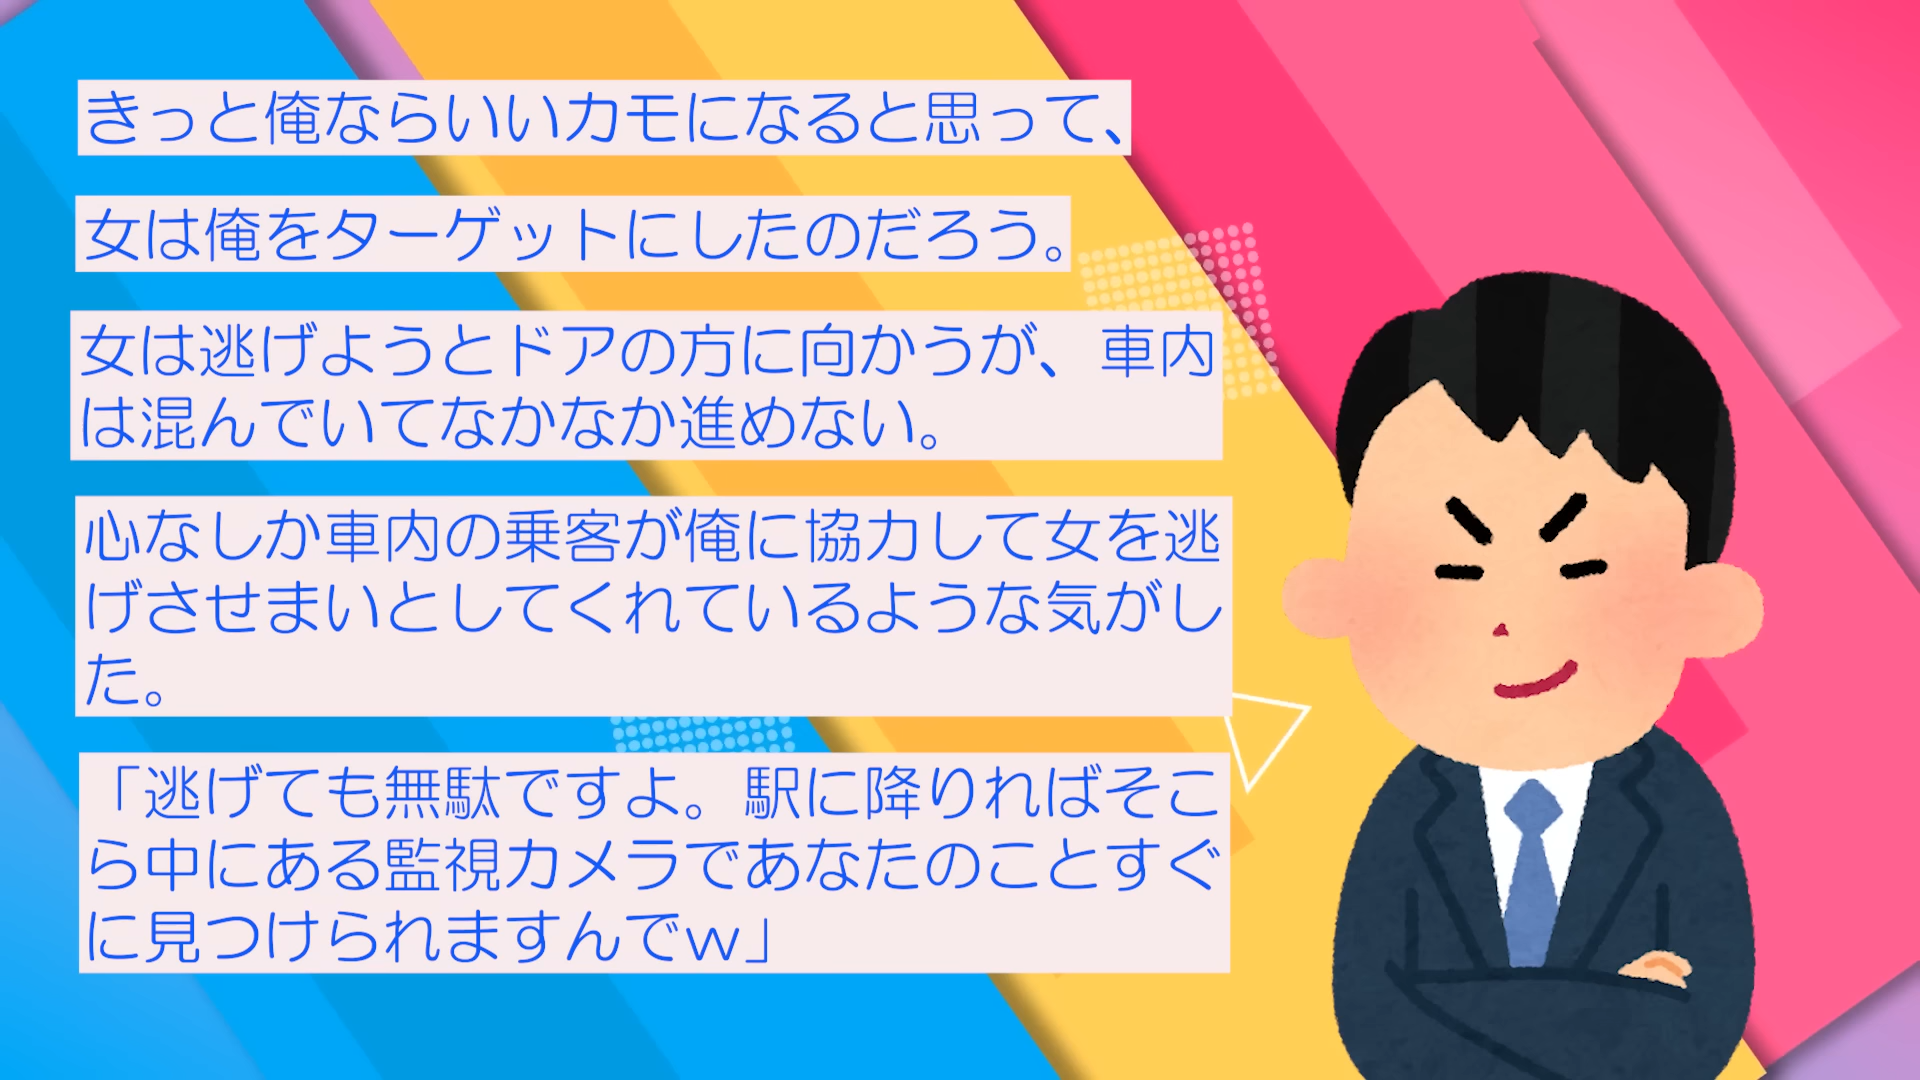 きっと俺ならいいカモになると思って、
女は俺をターゲットにしたのだろう。
女は逃げようとドアの方に向かうが、車内
は混んでいてなかなか進めない。
心なしか車内の乗客が俺に協力して女を逃
げさせまいとしてくれているような気がし
た。
「逃げても無駄ですよ。駅に降りればそこ
ら中にある監視カメラであなたのことすぐ
に見つけられますんでｗ」